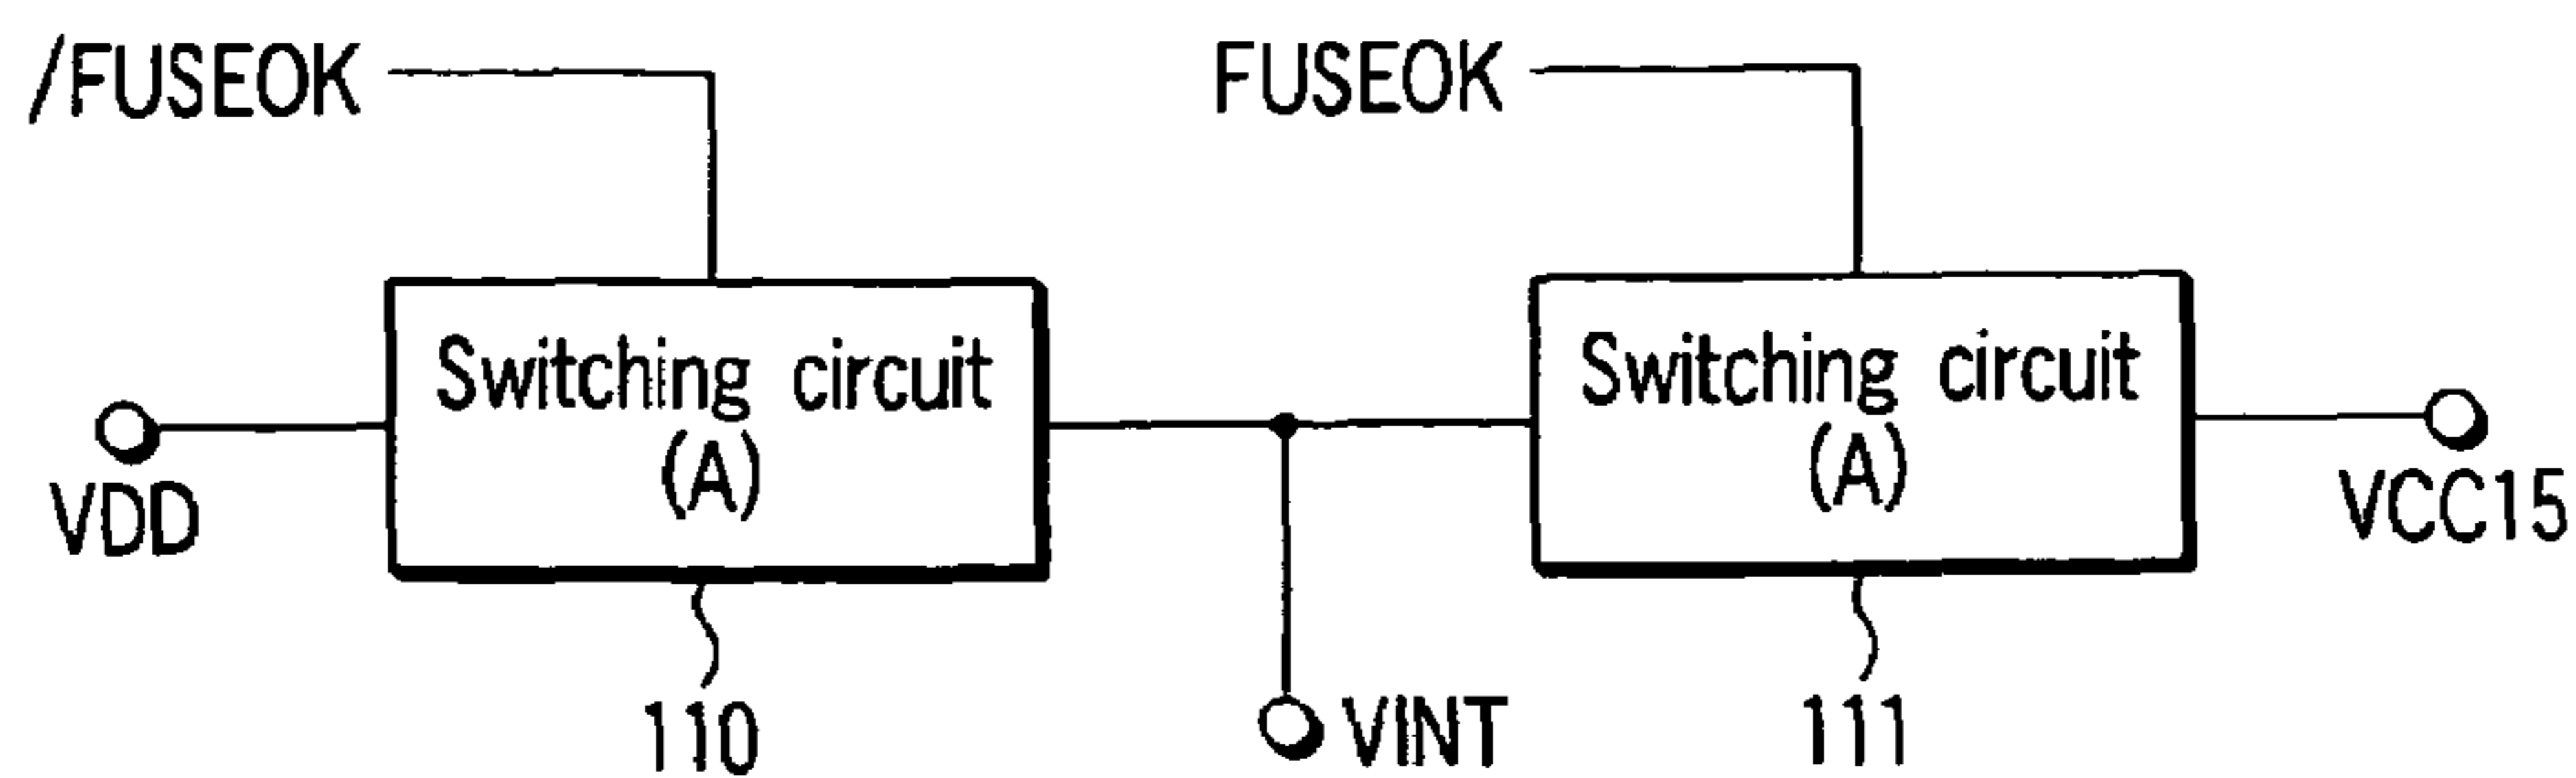 /FUSEOK
FUSEOK
Switching circuit
(A)
Switching circuit
(A)
VDD
VCC15
110
VINT
111